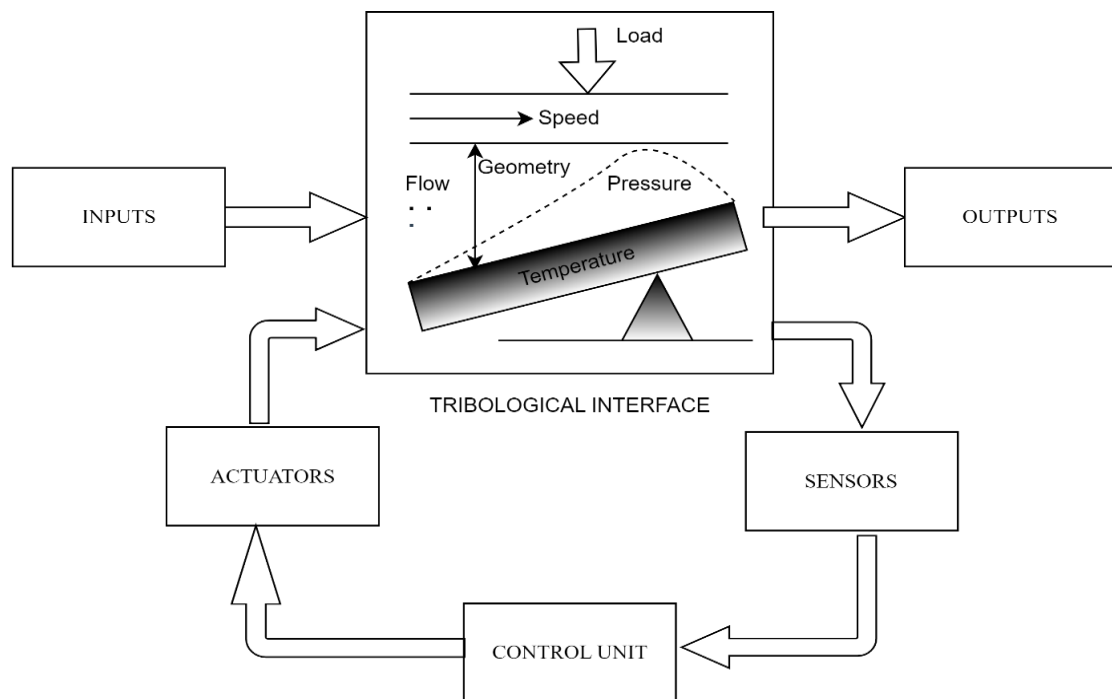 Load
Speed
Geometry
Flow
Pressure
INPUTS
OUTPUTS
Temperature
TRIBOLOGICAL INTERFACE
ACTUATORS
SENSORS
CONTROL UNIT